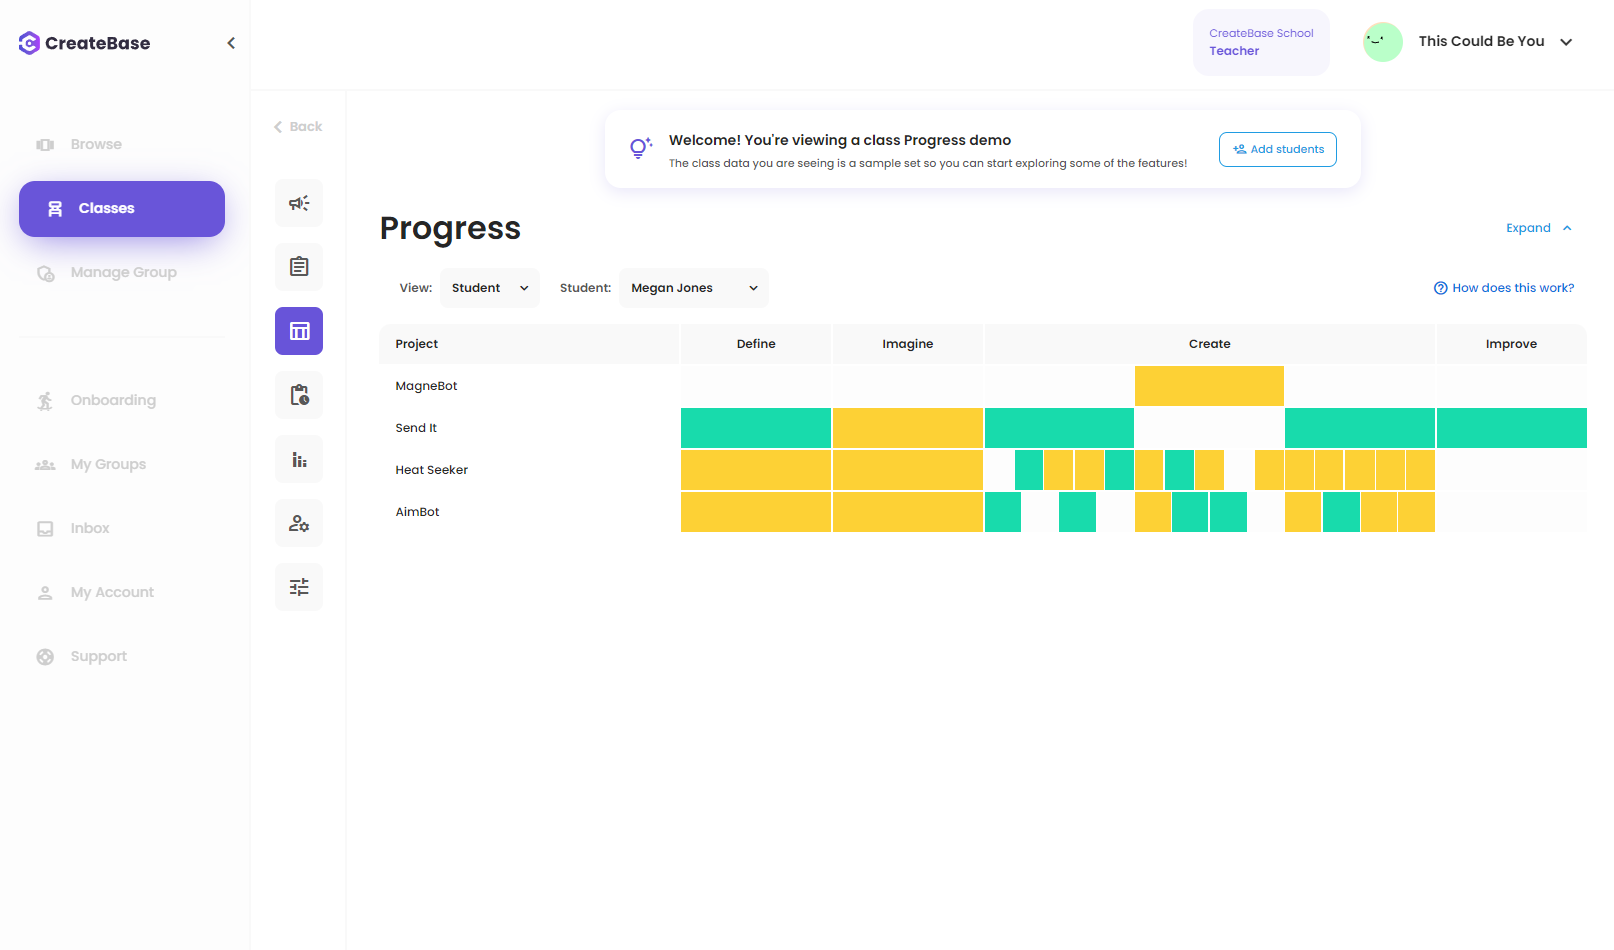 CreateBase
CreateBase School
Teacher
This Could Be You
Browse
Classes
Manage Group
Onboarding
My Groups
Inbox
My Account
Support
Back
Welcome! You're viewing a class Progress demo
The class data you are seeing is a sample set so you can start exploring some of the features!
Add students
Progress
Expand
View: Student Student: Megan Jones
How does this work?
Project Define Imagine Create Improve
MagneBot
Send It
Heat Seeker
AimBot